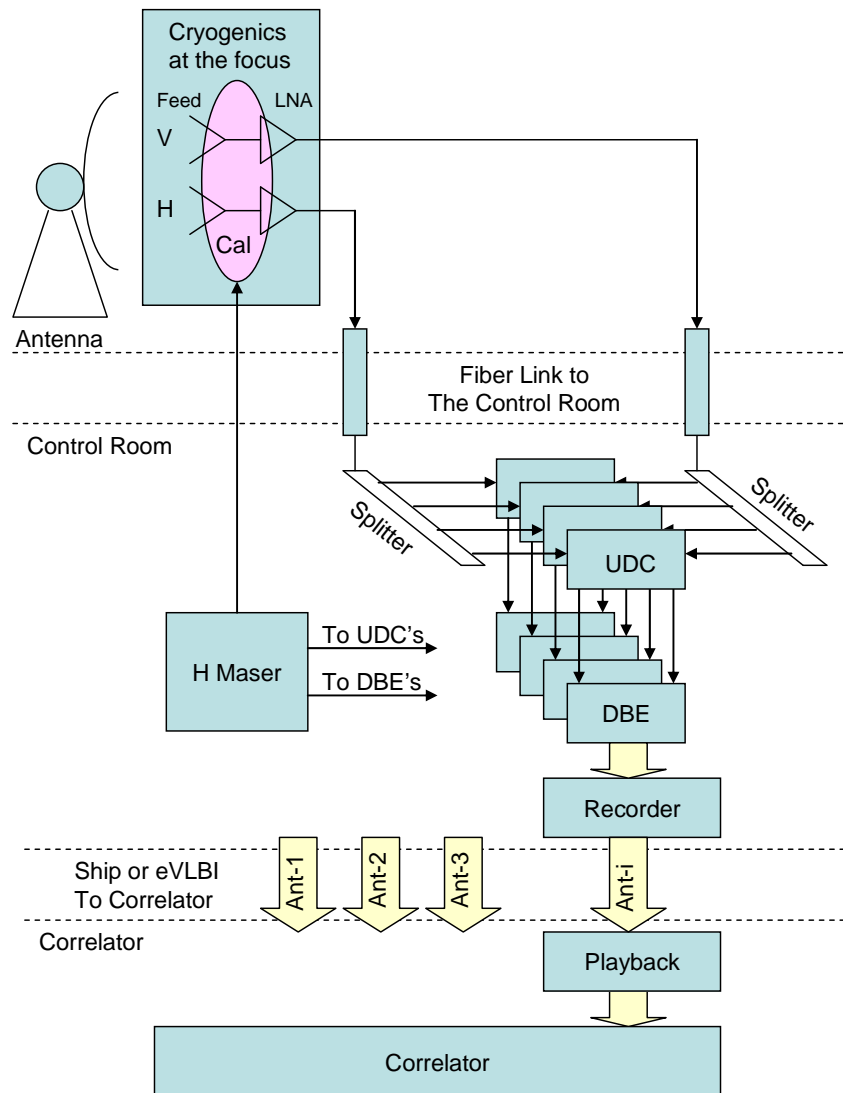 Cryogenics
at the focus
Feed
LNA
V
H
Cal
Antenna
Fiber Link to
The Control Room
Control Room
Splitter
Splitter
UDC
To UDC's
H Maser
To DBE's
DBE
Recorder
Ship or eVLBI
To Correlator
Ant-1
Ant-2
Ant-3
Ant-i
Correlator
Playback
Correlator